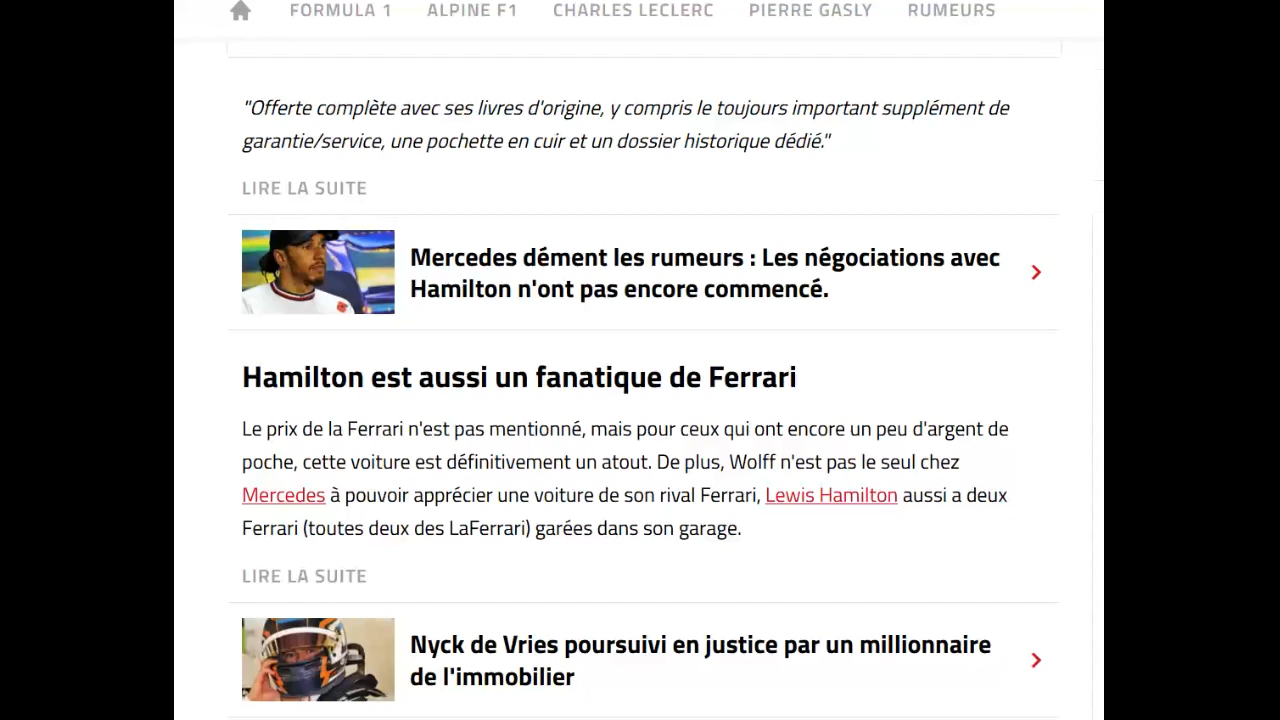 FORMULA 1 ALPINE F1 CHARLES LECLERC PIERRE GASLY RUMEURS
"Offerte complète avec ses livres d'origine, y compris le toujours important supplément de
garantie/service, une pochette en cuir et un dossier historique dédié."
LIRE LA SUITE
Mercedes dément les rumeurs : Les négociations avec
Hamilton n'ont pas encore commencé.
Hamilton est aussi un fanatique de Ferrari
Le prix de la Ferrari n'est pas mentionné, mais pour ceux qui ont encore un peu d'argent de
poche, cette voiture est définitivement un atout. De plus, Wolff n'est pas le seul chez
Mercedes à pouvoir apprécier une voiture de son rival Ferrari, Lewis Hamilton aussi a deux
Ferrari (toutes deux des LaFerrari) garées dans son garage.
LIRE LA SUITE
Nyck de Vries poursuivi en justice par un millionnaire
de l'immobilier